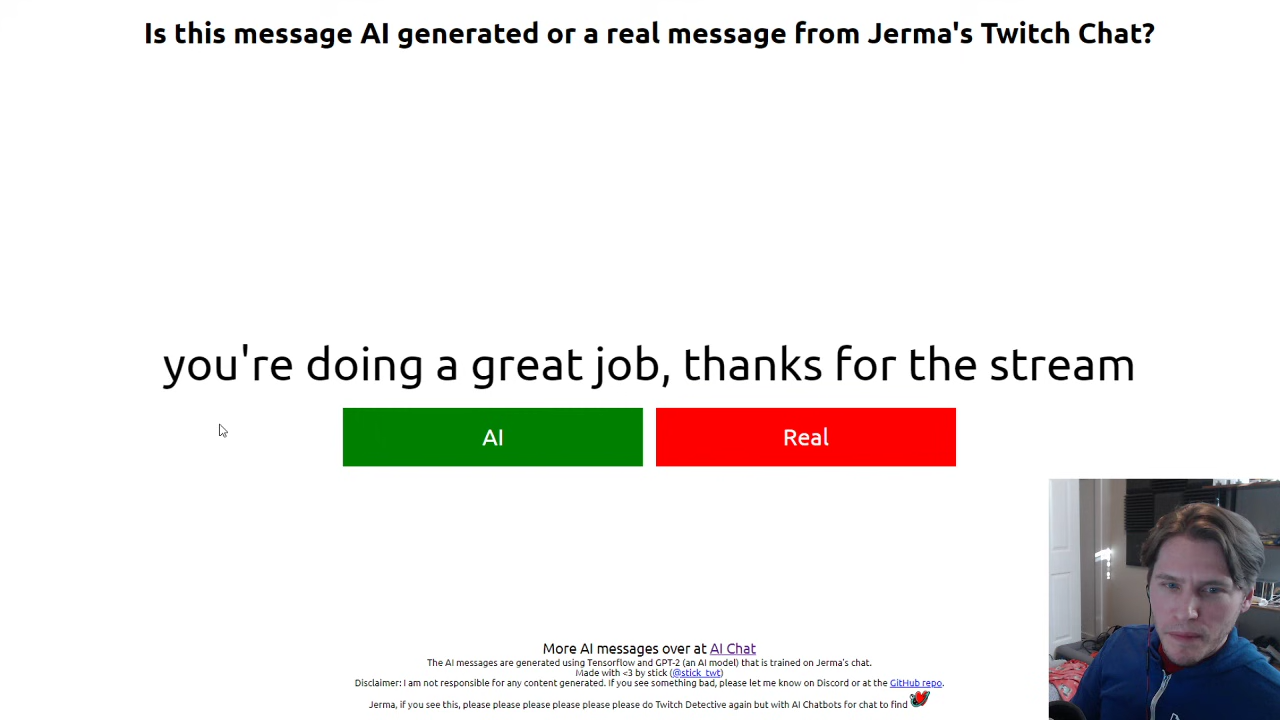 Is this message AI generated or a real message from Jerma's Twitch Chat?
you're doing a great job, thanks for the stream
AI
Real
More AI messages over at AI Chat
The AI messages are generated using Tensorflow and GPT-2 (an AI model) that is trained on Jerma's chat.
Made with <3 by stick (@stick_twt)
Disclaimer: I am not responsible for any content generated. If you see something bad, please let me know on Discord or at the GitHub repo.
Jerma, if you see this, please please please please please please do Twitch Detective again but with AI Chatbots for chat to find